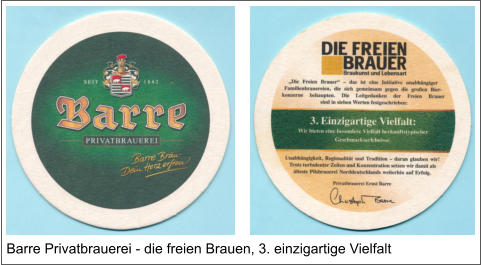 SEIT 1842
Barre
PRIVATBRAUEREI
Barre Bräu
Dein Herz erfreu
DIE FREIEN
BRAUER
Braukunst und Lebensart
„Die Freien Brauer“ – das ist eine Initiative unabhängiger
Familienbrauereien, die sich gemeinsam gegen die großen Bier-
konzerne behaupten. Die Leitgedanken der Freien Brauer
sind in sieben Werten festgeschrieben:
3. Einzigartige Vielfalt:
Wir bieten eine besondere Vielfalt herkunftstypischer
Geschmackserlebnisse.
Unabhängigkeit, Regionalität und Tradition – daran glauben wir!
Trotz turbulenter Zeiten und Konzentration setzen wir damit als
älteste Pilsbrauerei Norddeutschlands weiterhin auf Erfolg.
Privatbrauerei Ernst Barre
Christoph Barre
Barre Privatbrauerei - die freien Brauen, 3. einzigartige Vielfalt